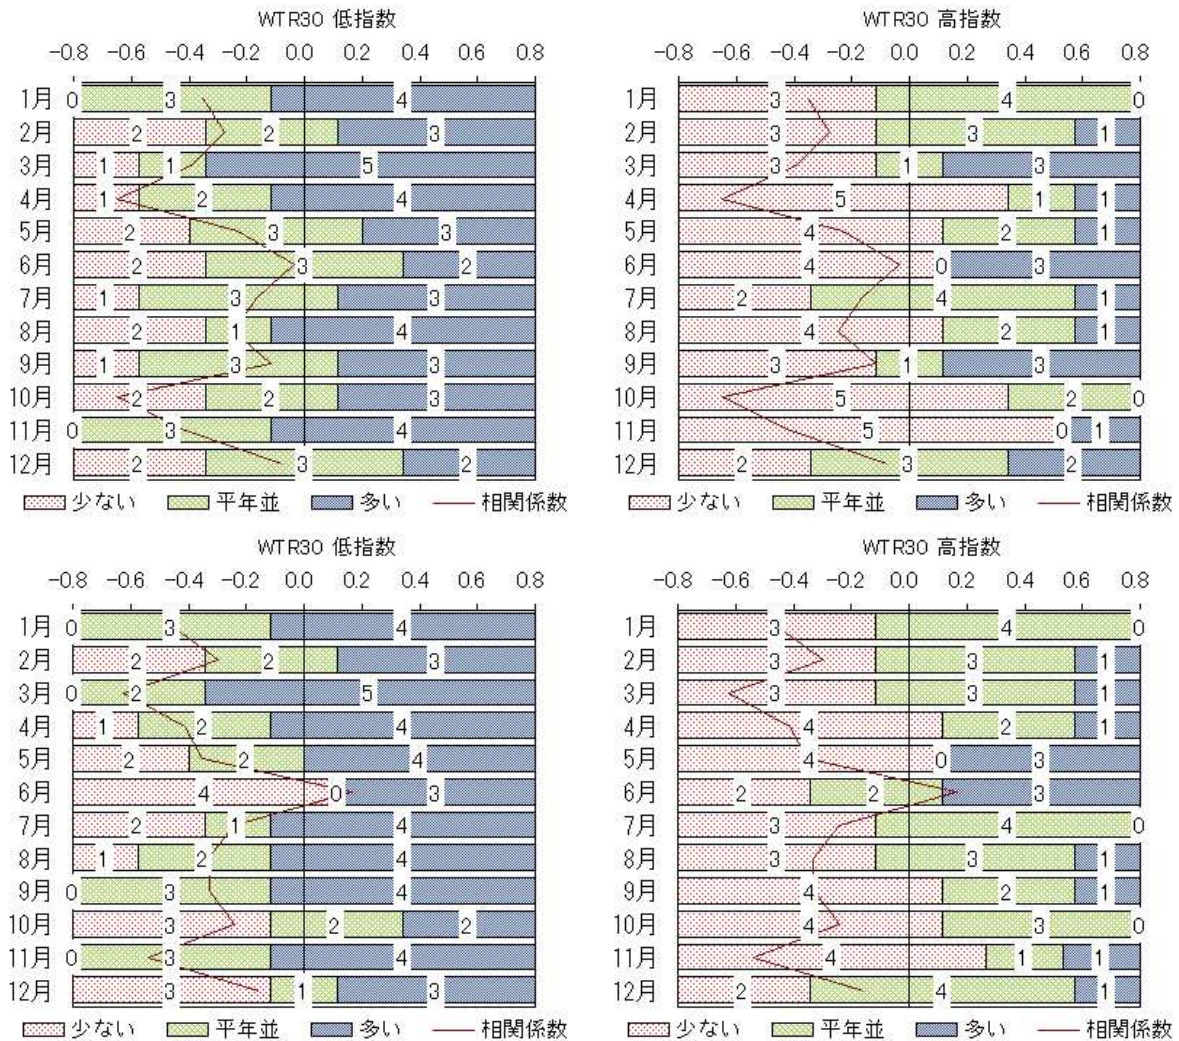 WTR30 低指数
-0.8 -0.6 -0.4 -0.2 0.0 0.2 0.4 0.6 0.8
1月 0 3 4
2月 2 2 3
3月 1 1 5
4月 1 2 4
5月 2 3 3
6月 2 3 2
7月 1 3 3
8月 2 1 4
9月 1 3 3
10月 2 2 3
11月 0 3 4
12月 2 3 2
少ない 平年並 多い 相関係数
WTR30 高指数
-0.8 -0.6 -0.4 -0.2 0.0 0.2 0.4 0.6 0.8
1月 3 4 0
2月 3 3 1
3月 3 1 3
4月 5 1 1
5月 4 2 1
6月 4 0 3
7月 2 4 1
8月 4 2 1
9月 3 1 3
10月 5 2 0
11月 5 0 1
12月 2 3 2
少ない 平年並 多い 相関係数
WTR30 低指数
-0.8 -0.6 -0.4 -0.2 0.0 0.2 0.4 0.6 0.8
1月 0 3 4
2月 2 2 3
3月 0 2 5
4月 1 2 4
5月 2 2 4
6月 4 0 3
7月 2 1 4
8月 1 2 4
9月 0 3 4
10月 3 2 2
11月 0 3 4
12月 3 1 3
少ない 平年並 多い 相関係数
WTR30 高指数
-0.8 -0.6 -0.4 -0.2 0.0 0.2 0.4 0.6 0.8
1月 3 4 0
2月 3 3 1
3月 3 3 1
4月 4 2 1
5月 4 0 3
6月 2 2 3
7月 3 4 0
8月 3 3 1
9月 4 2 1
10月 4 3 0
11月 4 1 1
12月 2 4 1
少ない 平年並 多い 相関係数